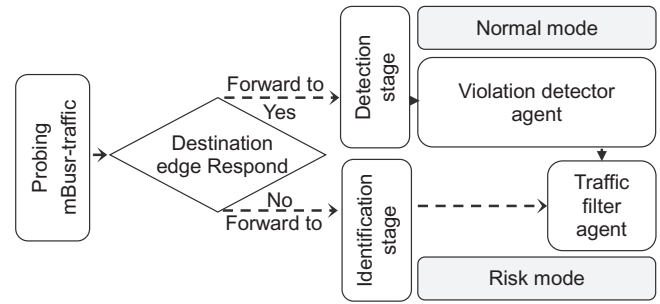 Probing
mBusr-traffic
Destination
edge Respond
Forward to
Yes
No
Forward to
Detection
stage
Identification
stage
Normal mode
Violation detector
agent
Traffic
filter
agent
Risk mode